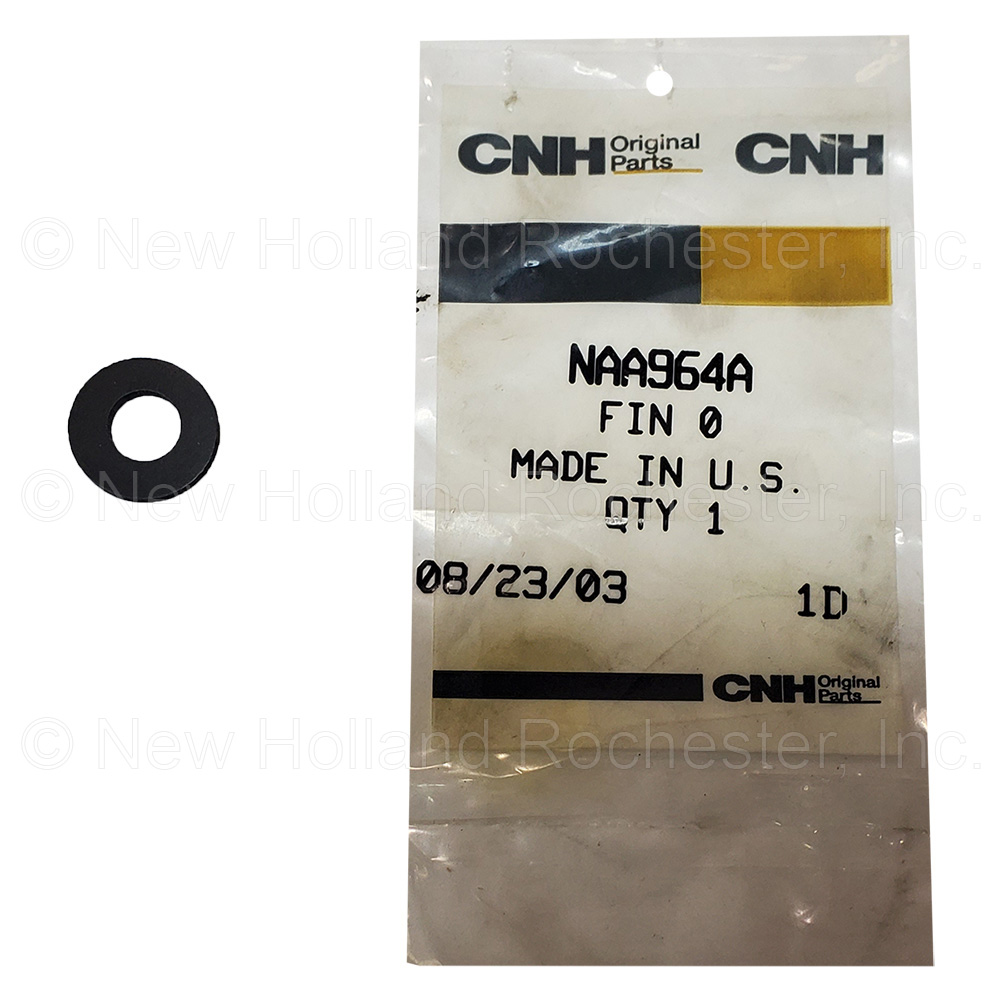 CNH Original Parts CNH
© New Holland Rochester, Inc.
NAA964A
FIN 0
MADE IN U.S.
© New Holland Rochester, Inc.
QTY 1
08/23/03 1D
CNH Original Parts
© New Holland Rochester, Inc.